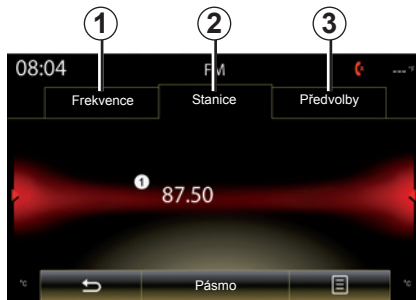 1 2 3
08:04 FM ---°F
Frekvence Stanice Předvolby
1 87.50
°C Pásmo °C